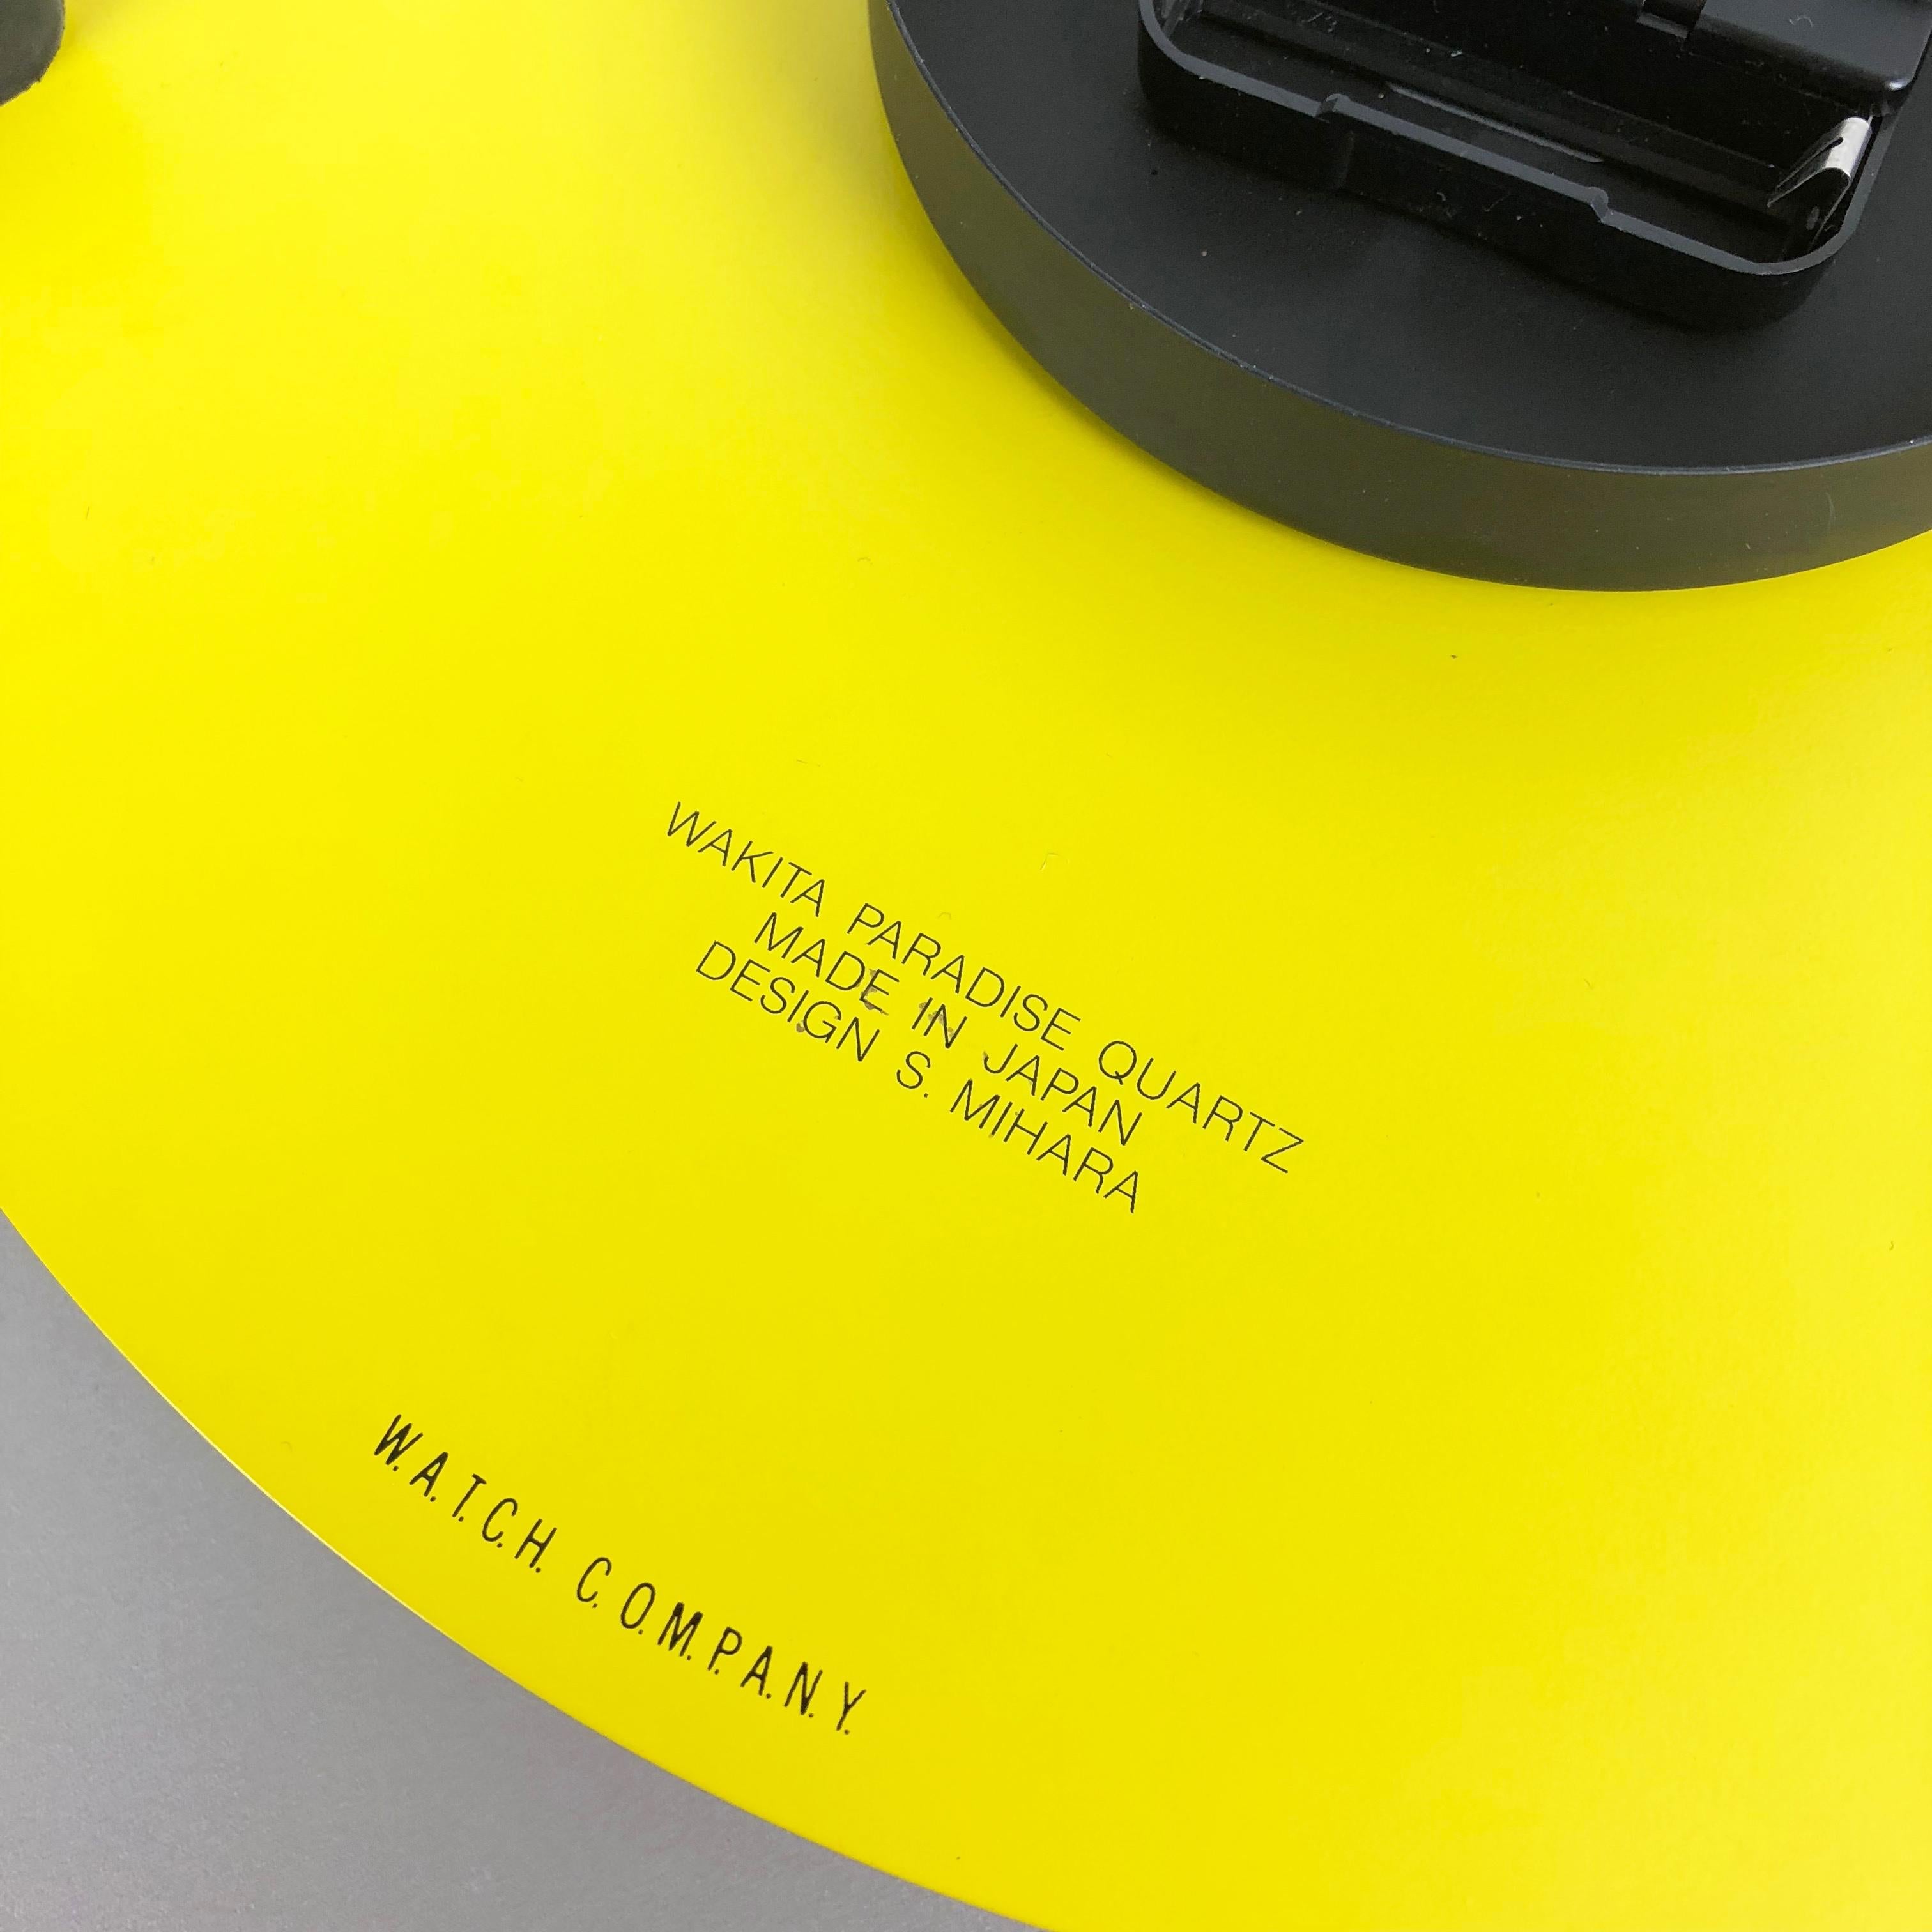 WAKITA PARADISE QUARTZ
MADE IN JAPAN
DESIGN S. MIHARA
W.A.T.C.H. C.O.M.P.A.N.Y.